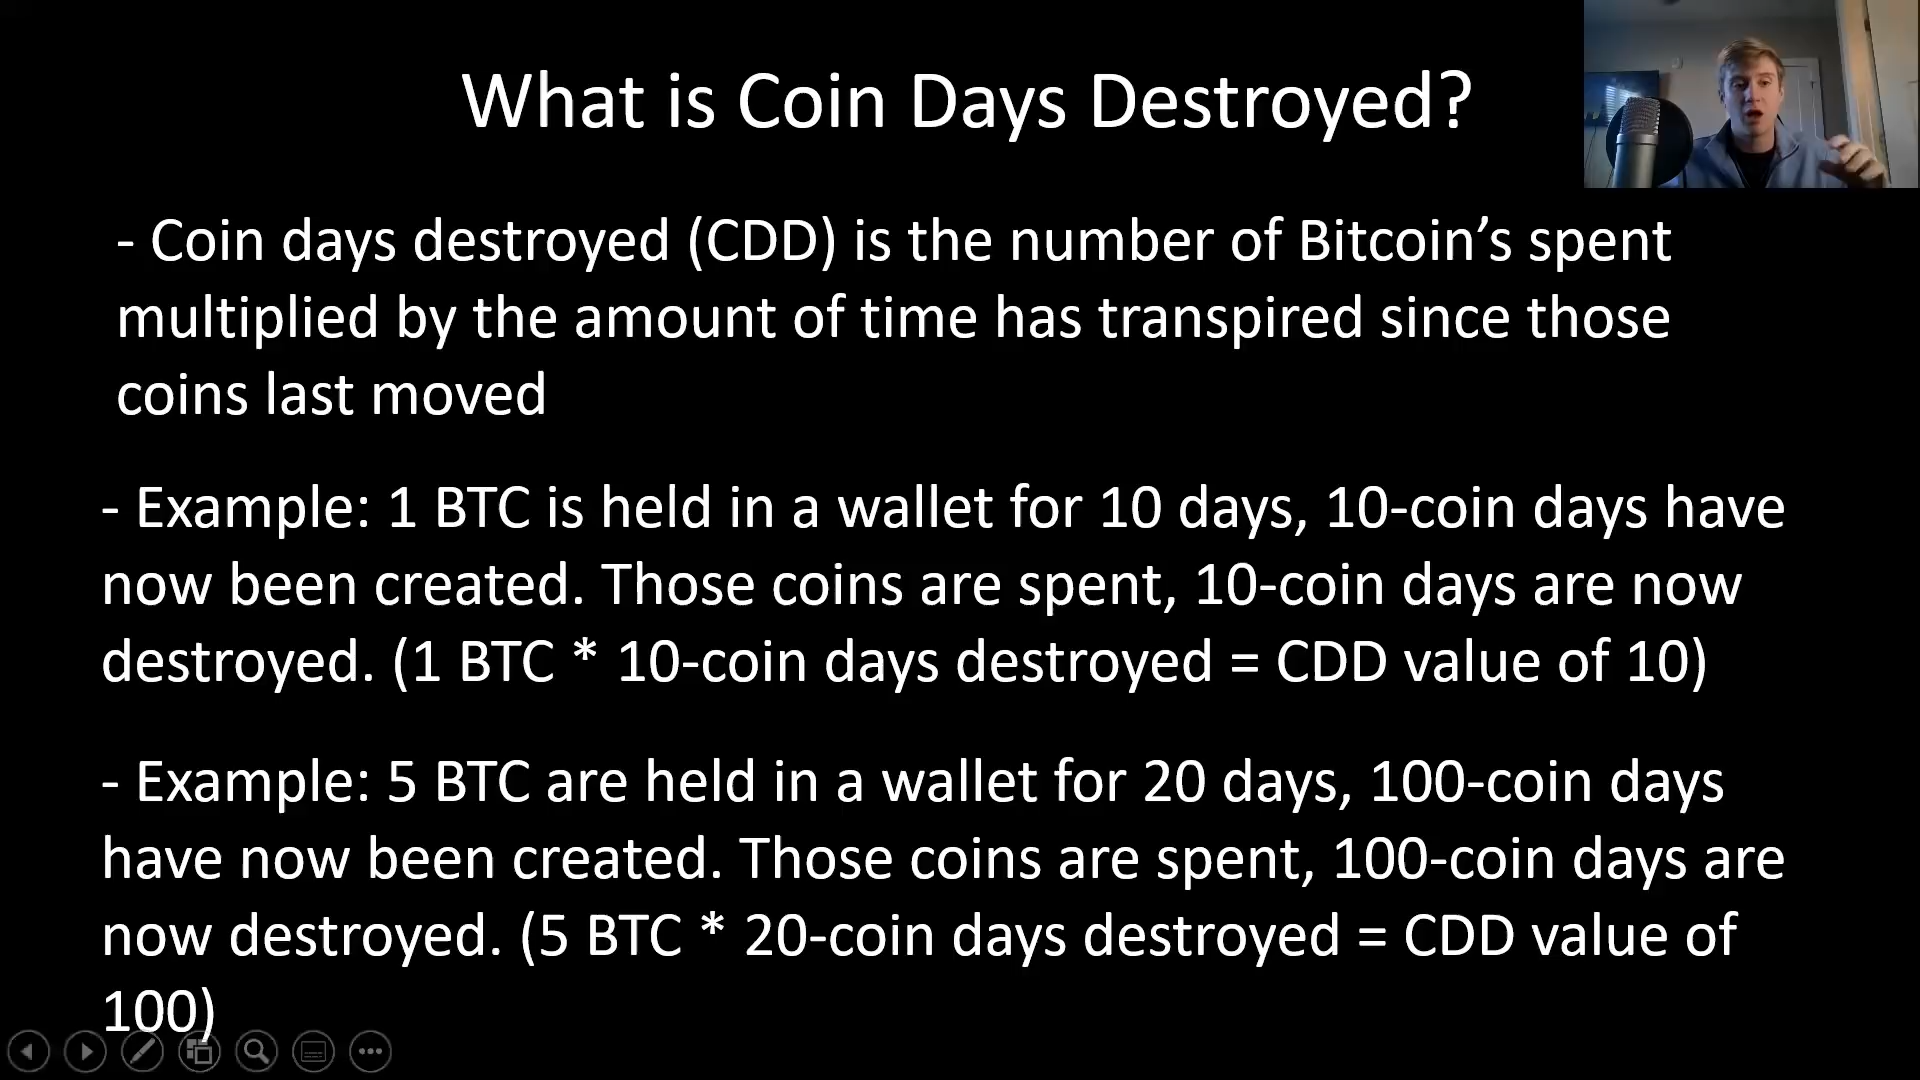 What is Coin Days Destroyed?
- Coin days destroyed (CDD) is the number of Bitcoin’s spent
multiplied by the amount of time has transpired since those
coins last moved
- Example: 1 BTC is held in a wallet for 10 days, 10-coin days have
now been created. Those coins are spent, 10-coin days are now
destroyed. (1 BTC * 10-coin days destroyed = CDD value of 10)
- Example: 5 BTC are held in a wallet for 20 days, 100-coin days
have now been created. Those coins are spent, 100-coin days are
now destroyed. (5 BTC * 20-coin days destroyed = CDD value of
100)